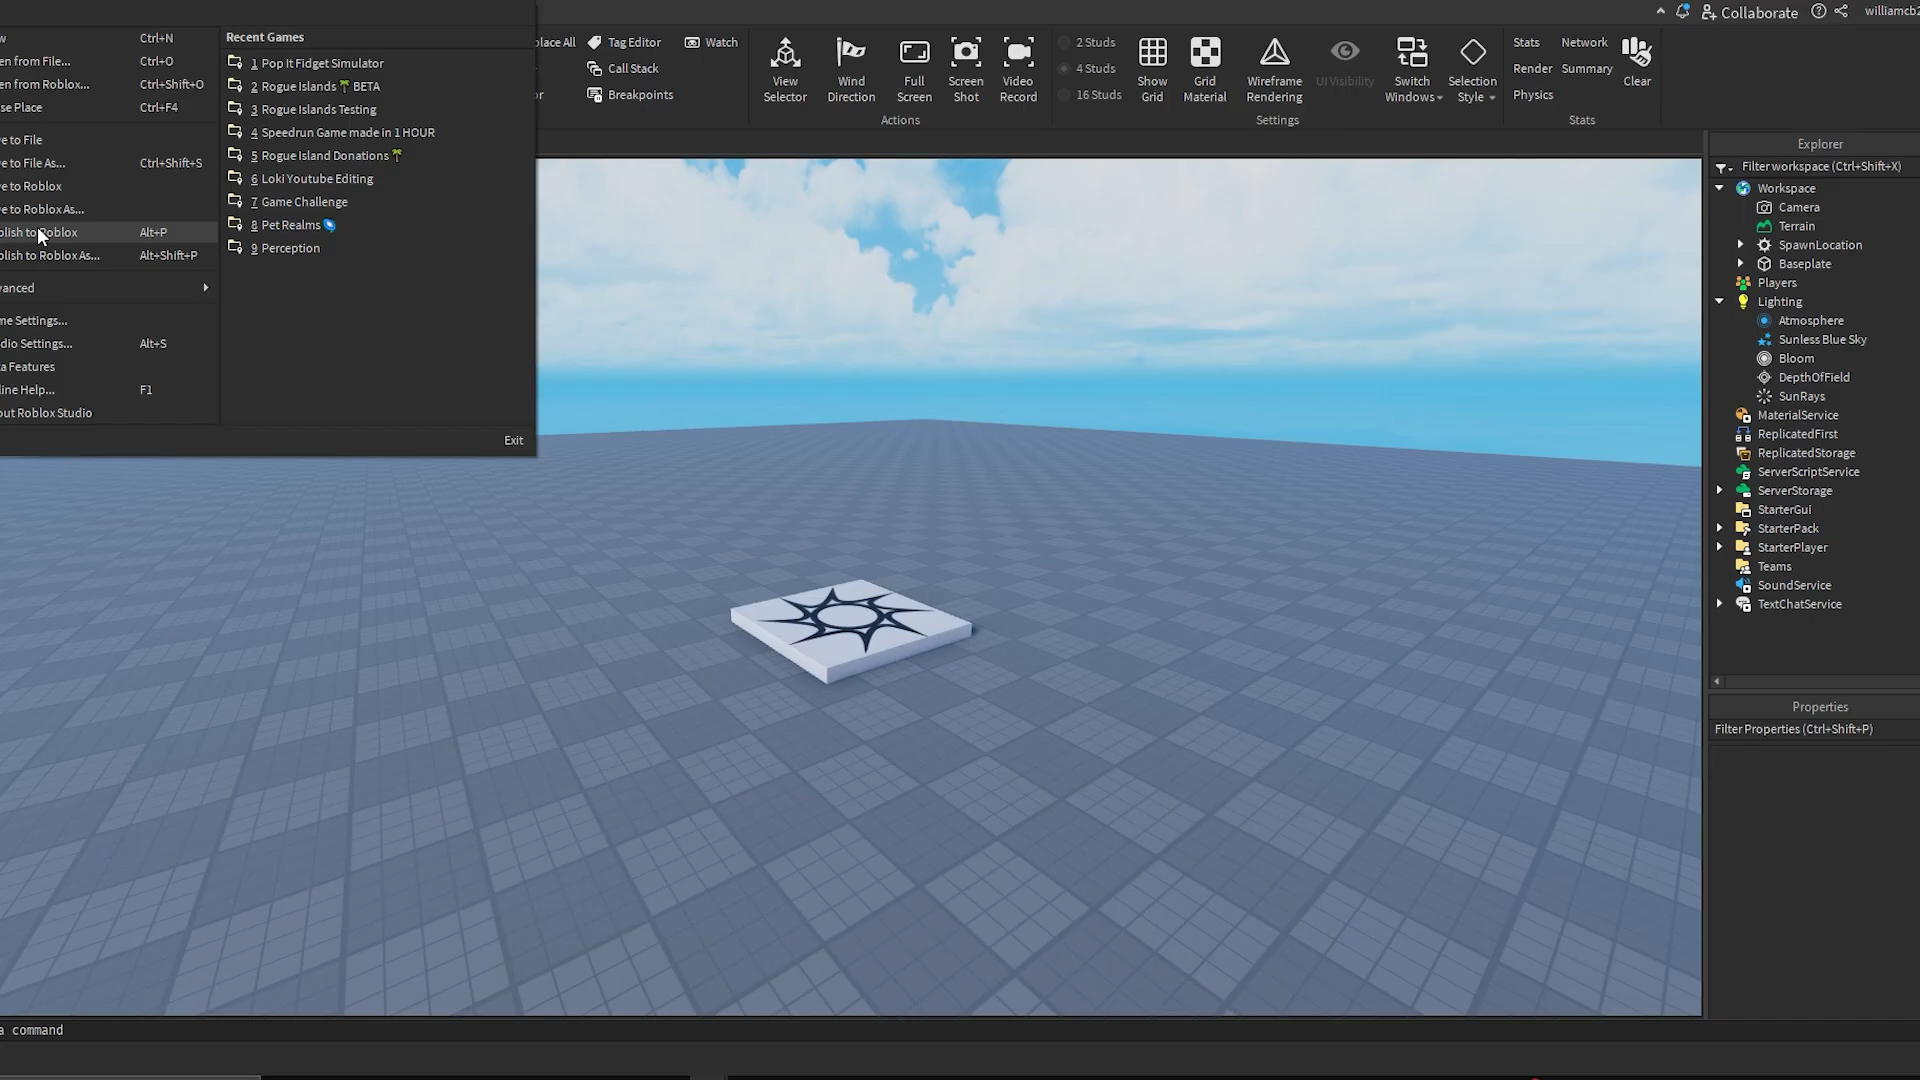 Collaborate williamcb2
w Ctrl+N
en from File... Ctrl+O
en from Roblox... Ctrl+Shift+O
se Place Ctrl+F4
e to File
e to File As... Ctrl+Shift+S
e to Roblox
e to Roblox As...
lish to Roblox Alt+P
lish to Roblox As... Alt+Shift+P
anced
me Settings...
dio Settings... Alt+S
a Features
line Help... F1
out Roblox Studio
Recent Games
1 Pop It Fidget Simulator
2 Rogue Islands🌴 BETA
3 Rogue Islands Testing
4 Speedrun Game made in 1 HOUR
5 Rogue Island Donations 🌴
6 Loki Youtube Editing
7 Game Challenge
8 Pet Realms
9 Perception
Exit
place All
or
Tag Editor
Call Stack
Breakpoints
Watch
View Selector
Wind Direction
Full Screen
Screen Shot
Video Record
Actions
2 Studs
4 Studs
16 Studs
Show Grid
Grid Material
Wireframe Rendering
UI Visibility
Switch Windows
Selection Style
Settings
Stats Network
Render Summary
Physics
Clear
Stats
Explorer
Filter workspace (Ctrl+Shift+X)
Workspace
Camera
Terrain
SpawnLocation
Baseplate
Players
Lighting
Atmosphere
Sunless Blue Sky
Bloom
DepthOfField
SunRays
MaterialService
ReplicatedFirst
ReplicatedStorage
ServerScriptService
ServerStorage
StarterGui
StarterPack
StarterPlayer
Teams
SoundService
TextChatService
Properties
Filter Properties (Ctrl+Shift+P)
a command